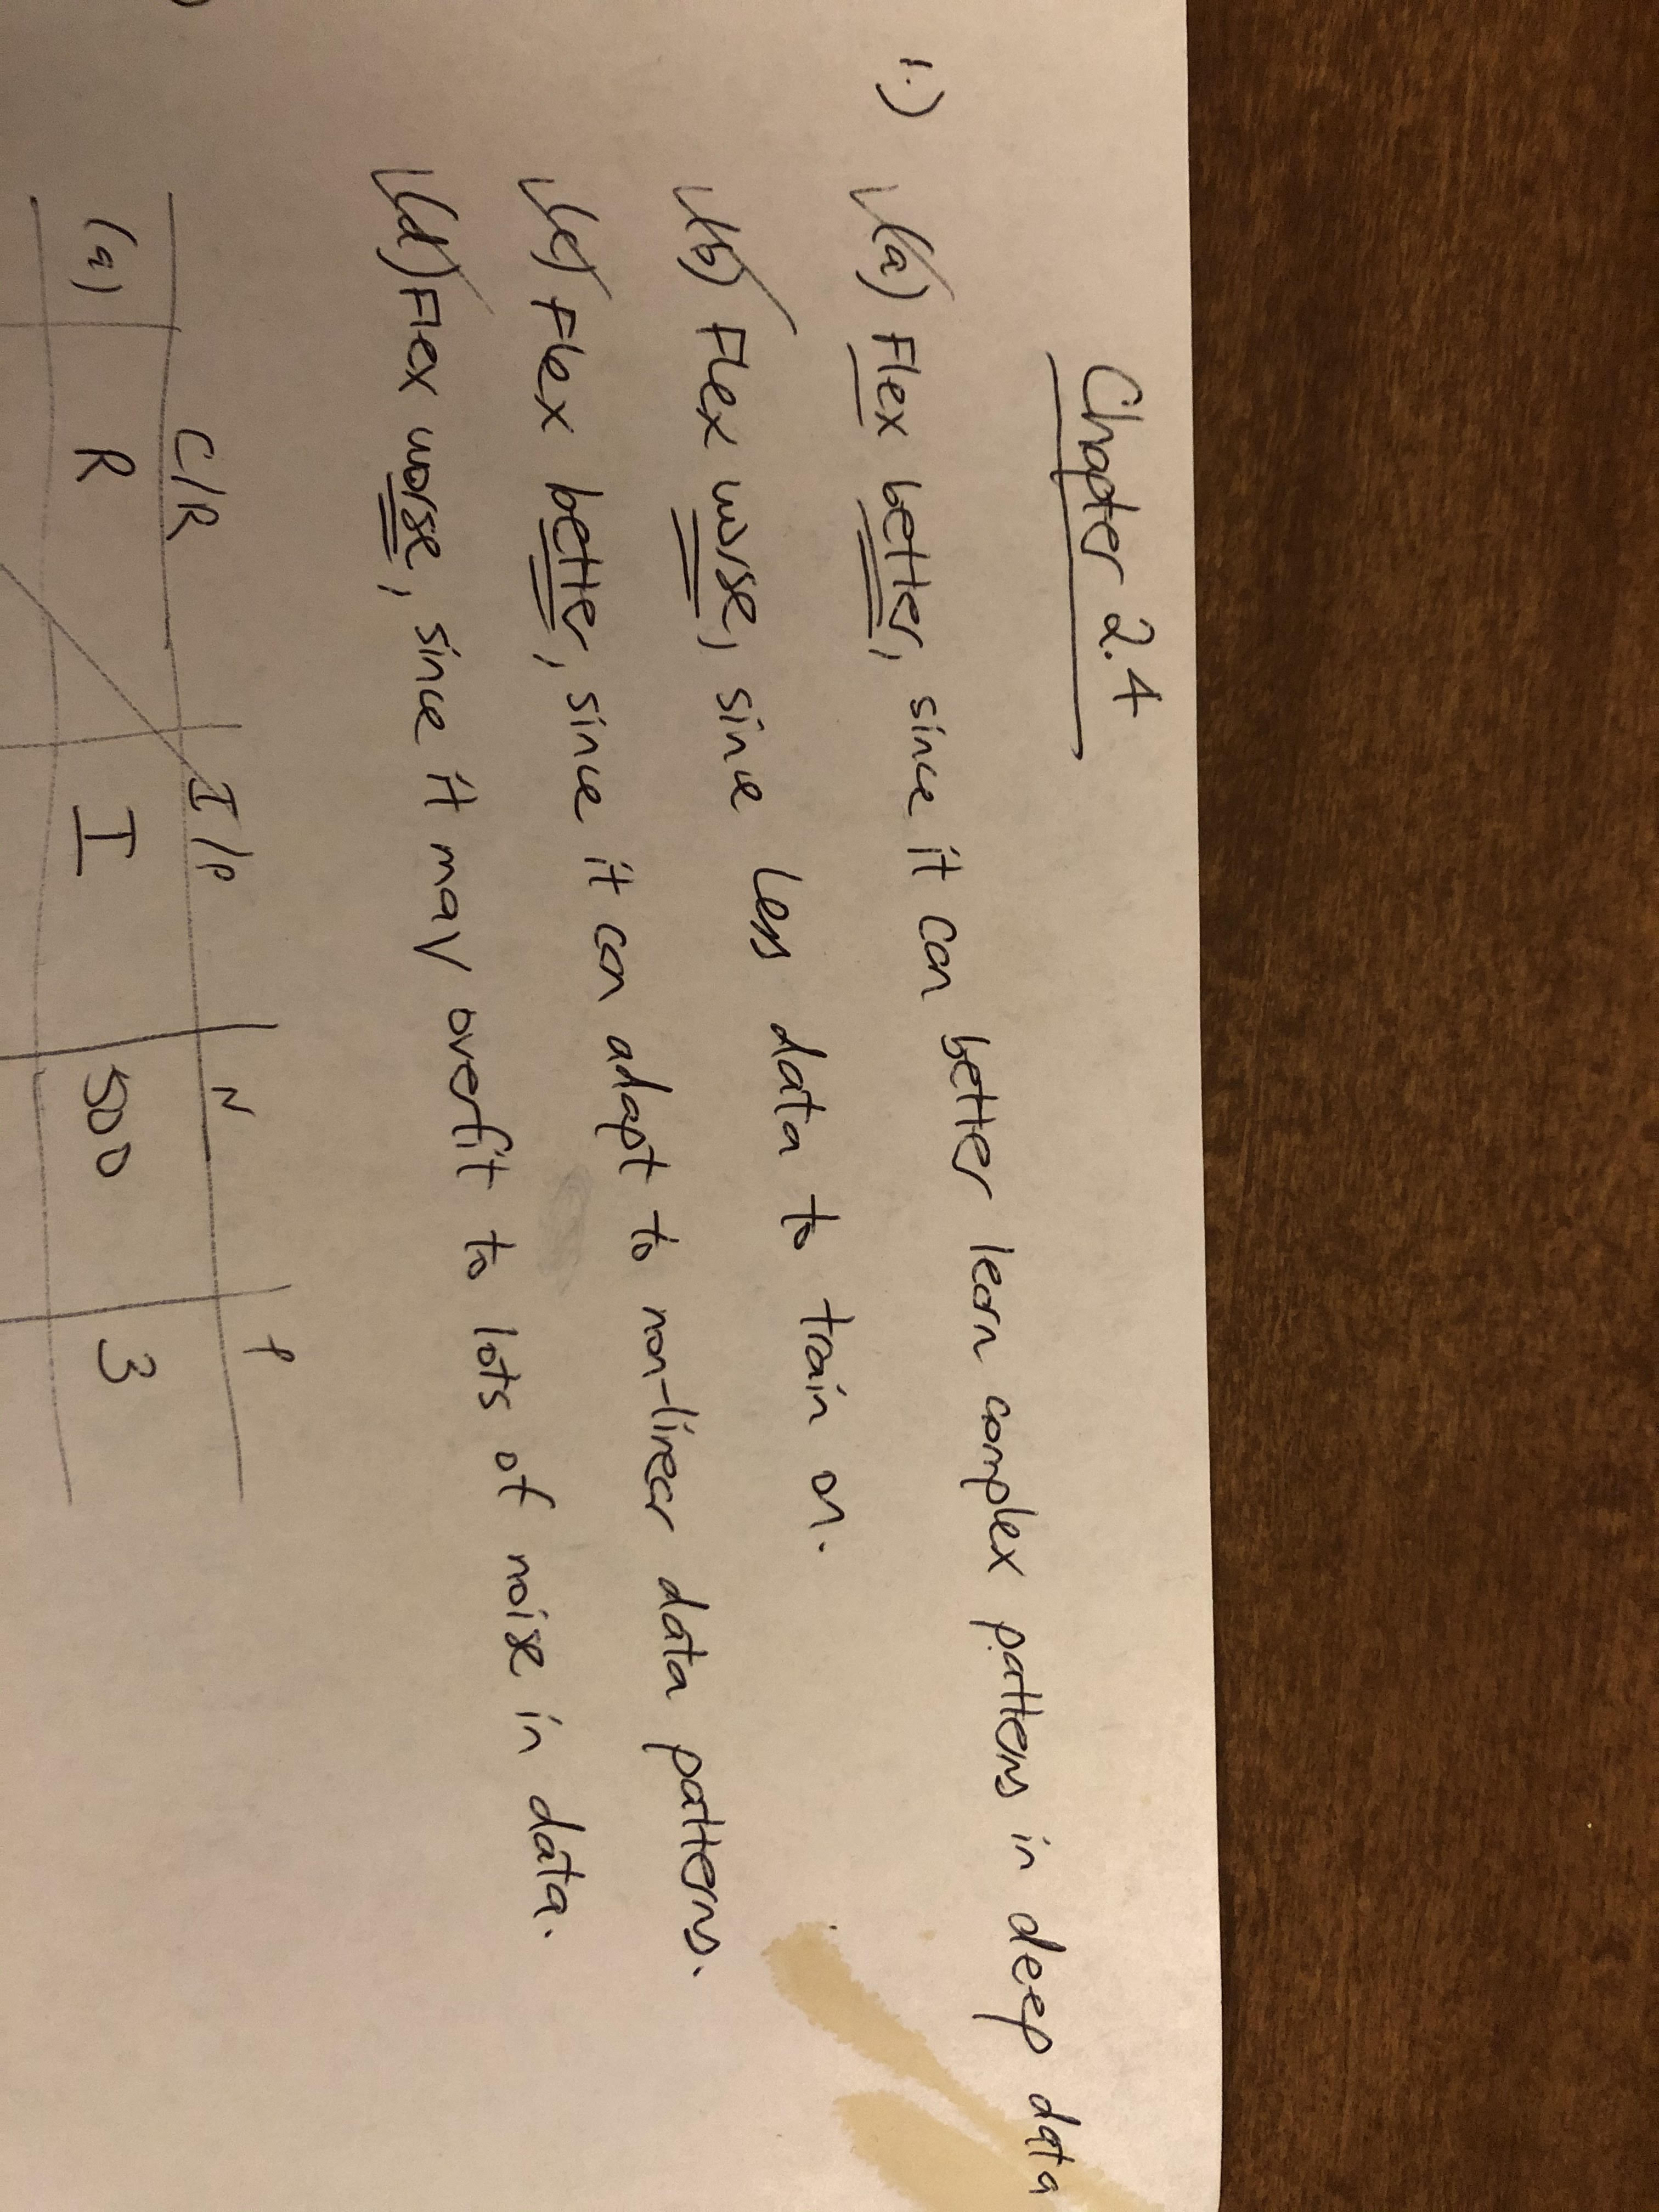 Chapter 2.4
1.) (a) Flex better, since it can better learn complex patterns in deep data
(b) Flex worse, since less data to train on.
(c) Flex better, since it can adapt to non-linear data patterns.
(d) Flex worse, since it may overfit to lots of noise in data.
C/R I/P N P
(a) R I 500 3